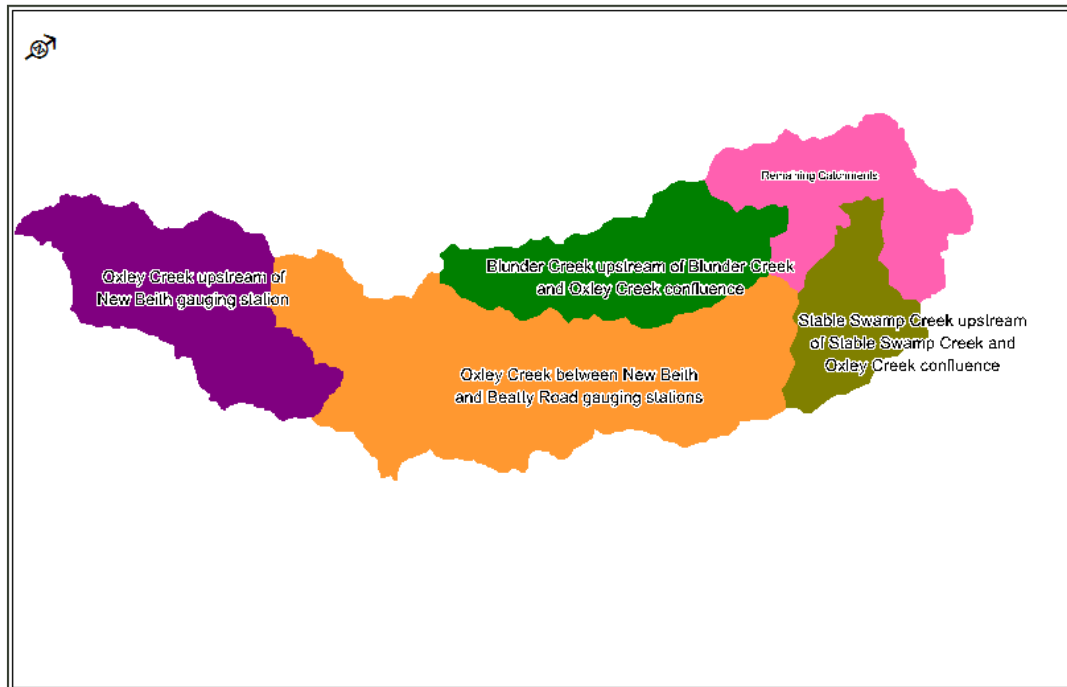 Remaining Catchments
Oxley Creek upstream of
New Beith gauging station
Blunder Creek upstream of Blunder Creek
and Oxley Creek confluence
Stable Swamp Creek upstream
of Stable Swamp Creek and
Oxley Creek confluence
Oxley Creek between New Beith
and Beatty Road gauging stations